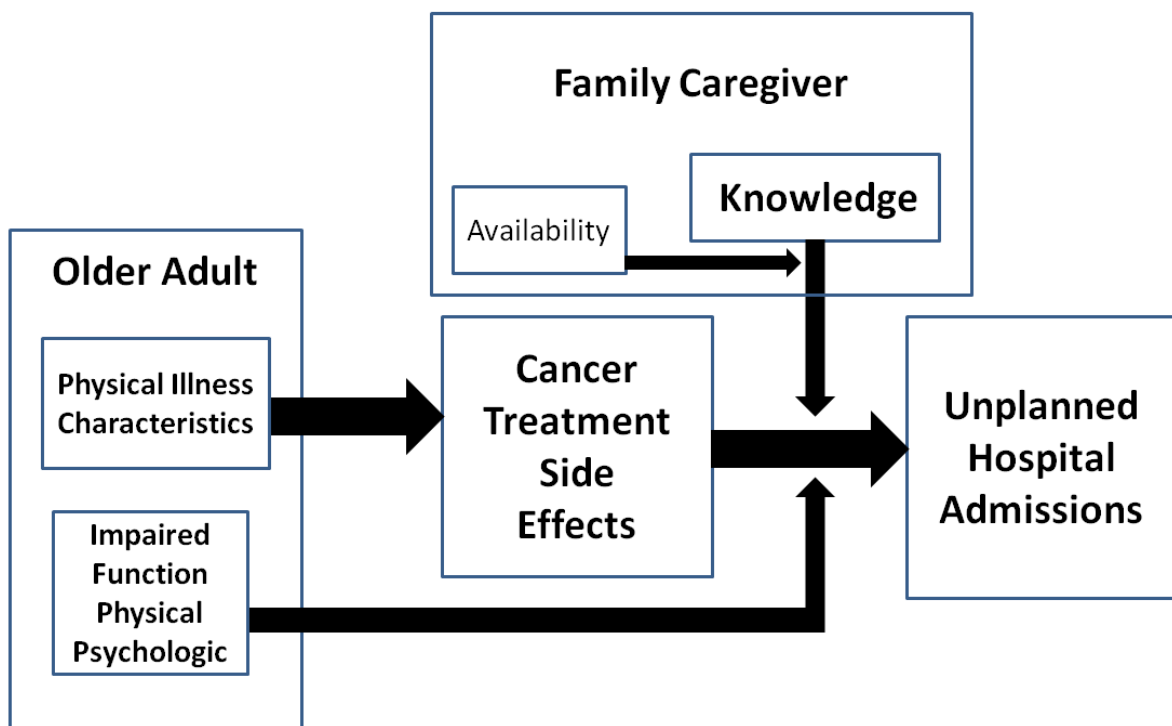 Family Caregiver
Knowledge
Availability
Older Adult
Physical Illness
Characteristics
Impaired
Function
Physical
Psychologic
Cancer
Treatment
Side
Effects
Unplanned
Hospital
Admissions